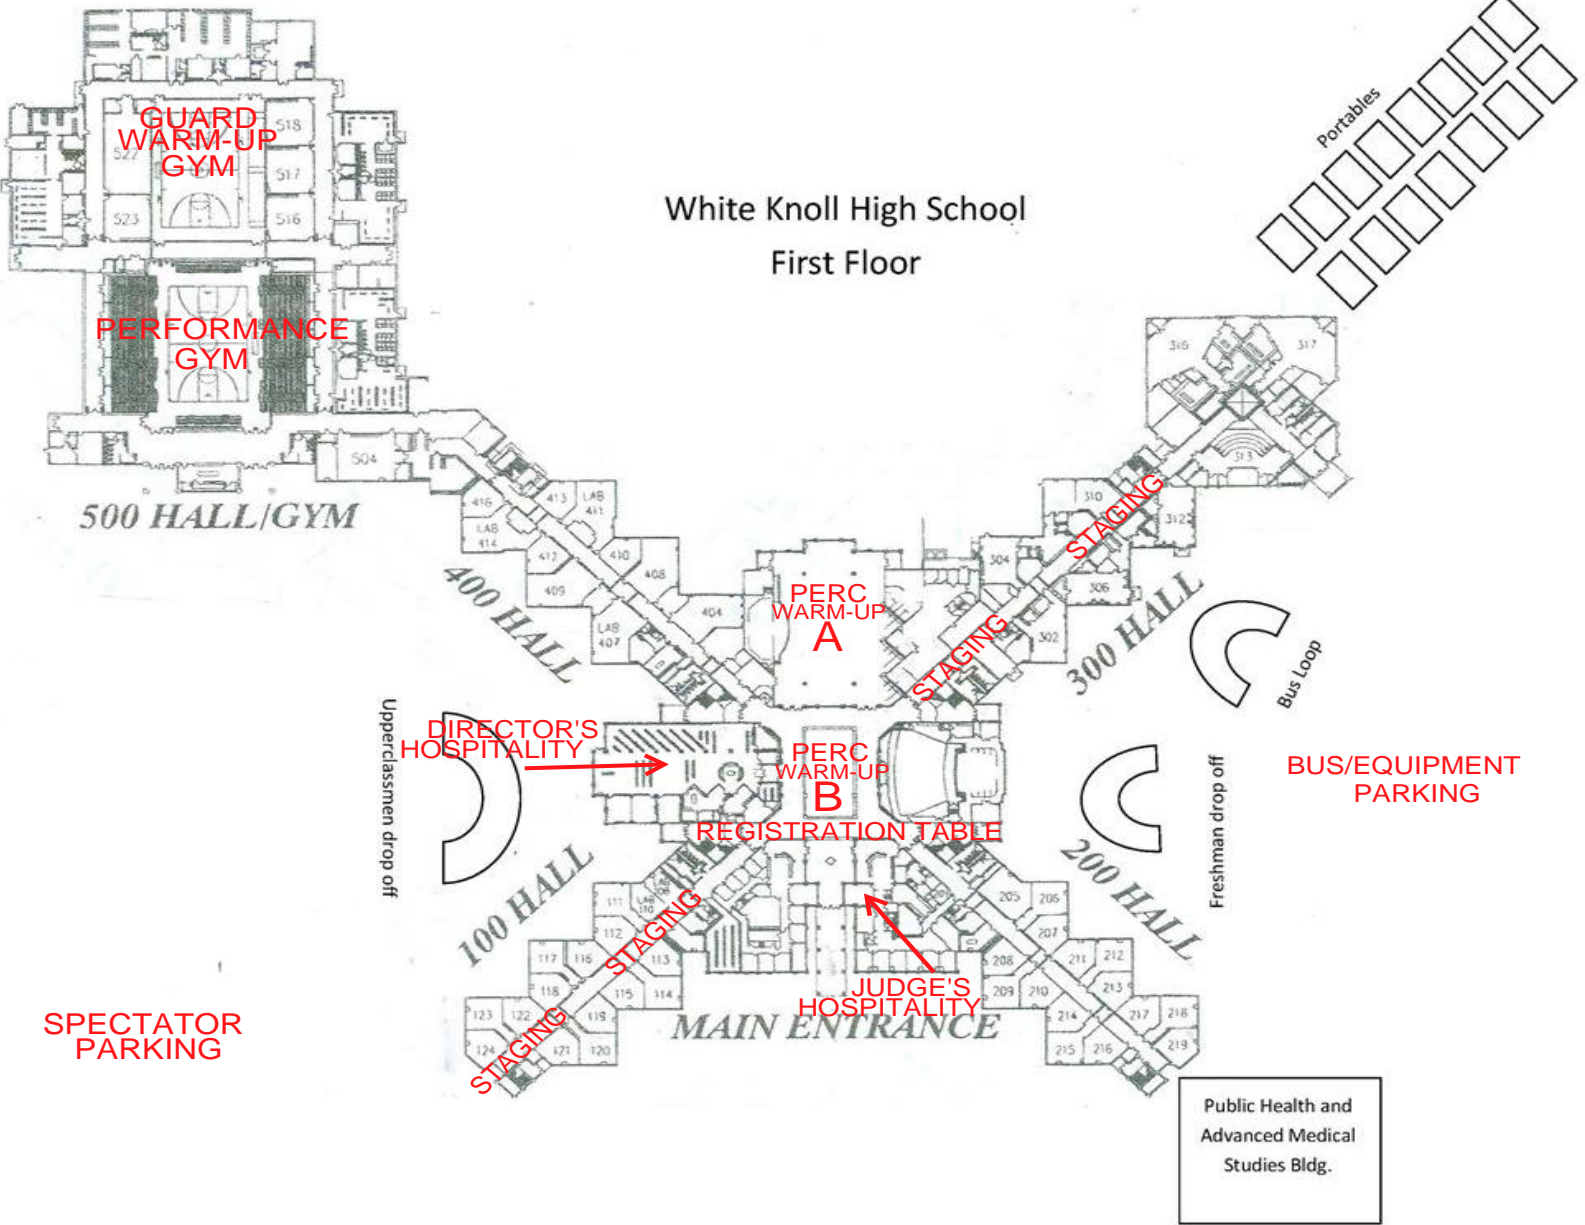 White Knoll High School
First Floor
Portables
GUARD
WARM-UP
GYM
518
527
517
523
516
PERFORMANCE
GYM
504
500 HALL/GYM
316
317
313
310
312
304
306
302
STAGING
STAGING
300 HALL
416
413
LAB
411
LAB
414
412
410
408
409
404
LAB
407
400 HALL
PERC
WARM-UP
A
Bus Loop
Upperclassmen drop off
DIRECTOR'S
HOSPITALITY
PERC
WARM-UP
B
REGISTRATION TABLE
Freshman drop off
BUS/EQUIPMENT
PARKING
100 HALL
200 HALL
LAB
LAB
110
111
112
113
117
116
118
115
114
123
122
119
124
121
120
STAGING
STAGING
205
206
207
208
211
212
209
210
213
214
217
218
215
216
219
JUDGE'S
HOSPITALITY
MAIN ENTRANCE
SPECTATOR
PARKING
Public Health and
Advanced Medical
Studies Bldg.